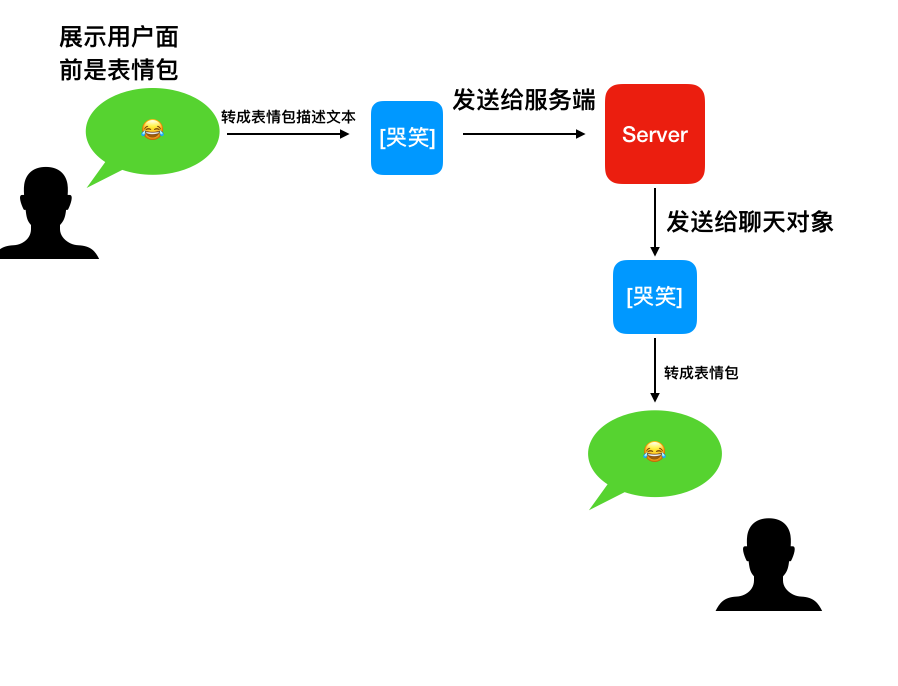 展示用户面
前是表情包
转成表情包描述文本
[哭笑]
发送给服务端
Server
发送给聊天对象
[哭笑]
转成表情包